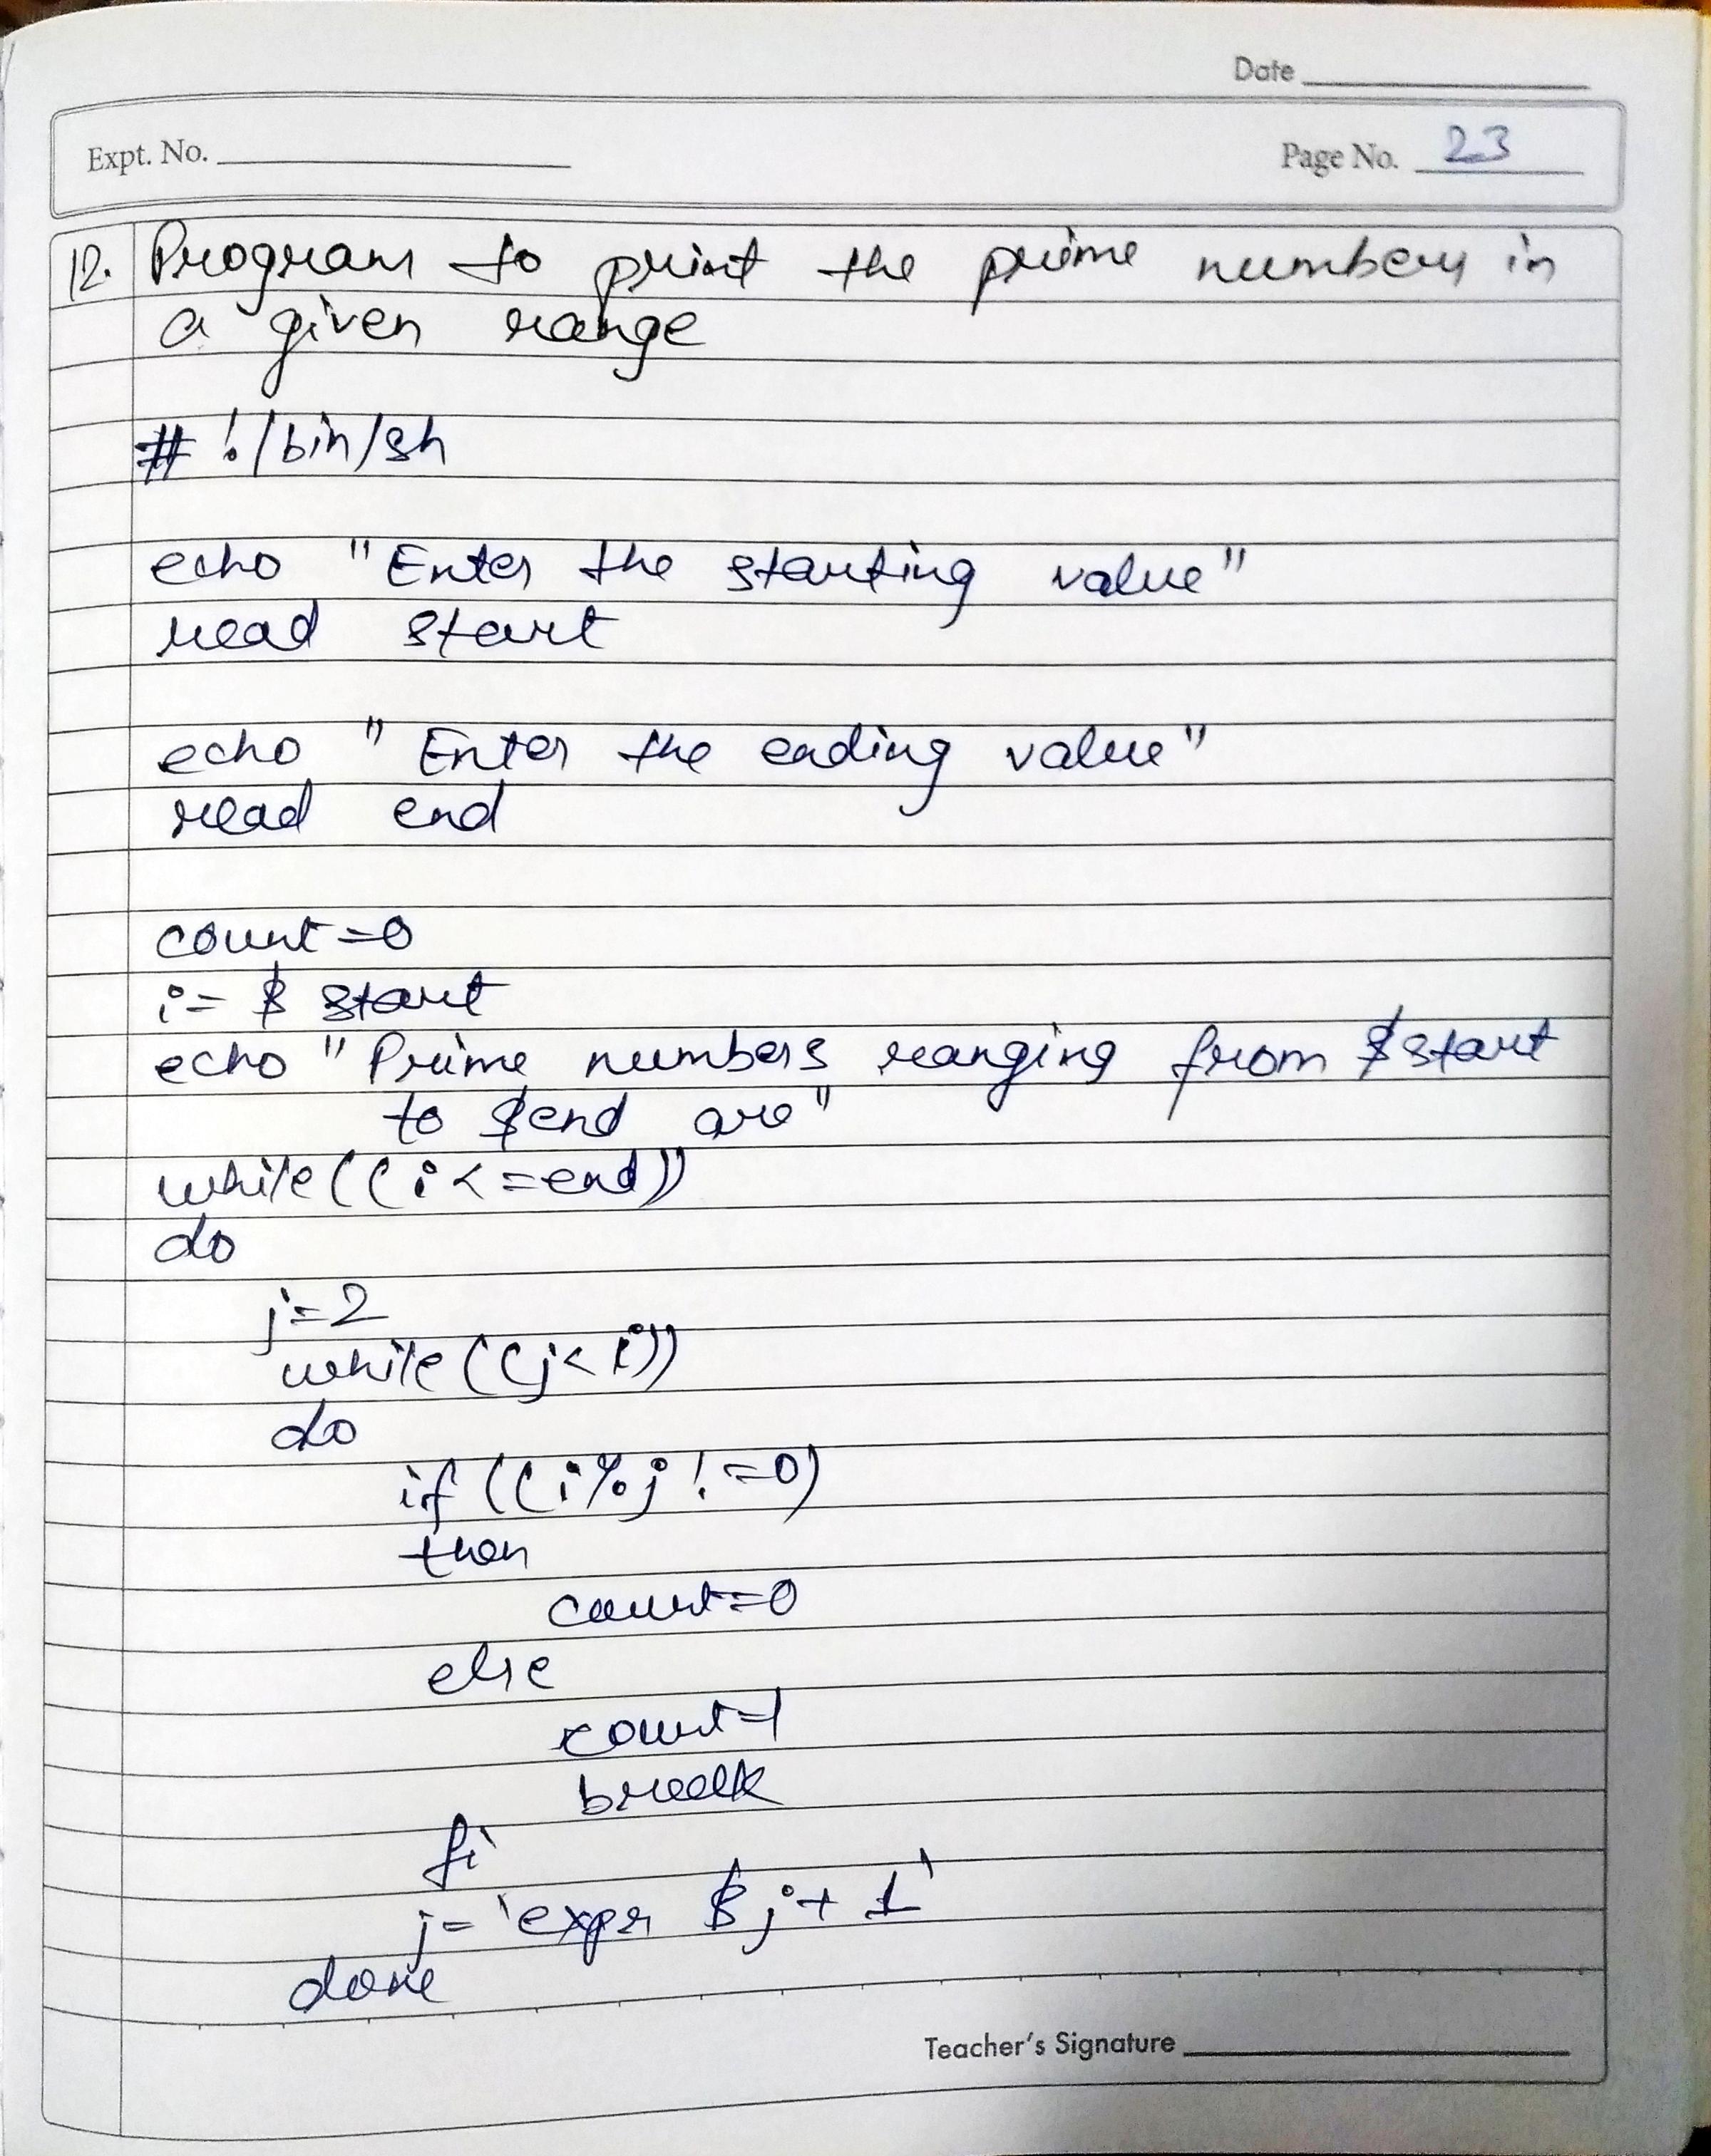 Date
Expt. No.
Page No. 23
12. Program to print the prime numbers in
a given range
# !/bin/sh
echo "Enter the starting value"
read start
echo "Enter the ending value"
read end
count=0
i= $ start
echo "Prime numbers ranging from $start
to $end are"
while((i<=end))
do
j=2
while((j<i))
do
if ((i%j!=0)
then
count=0
else
count=1
break
fi
j=`expr $j+ 1`
done
Teacher's Signature